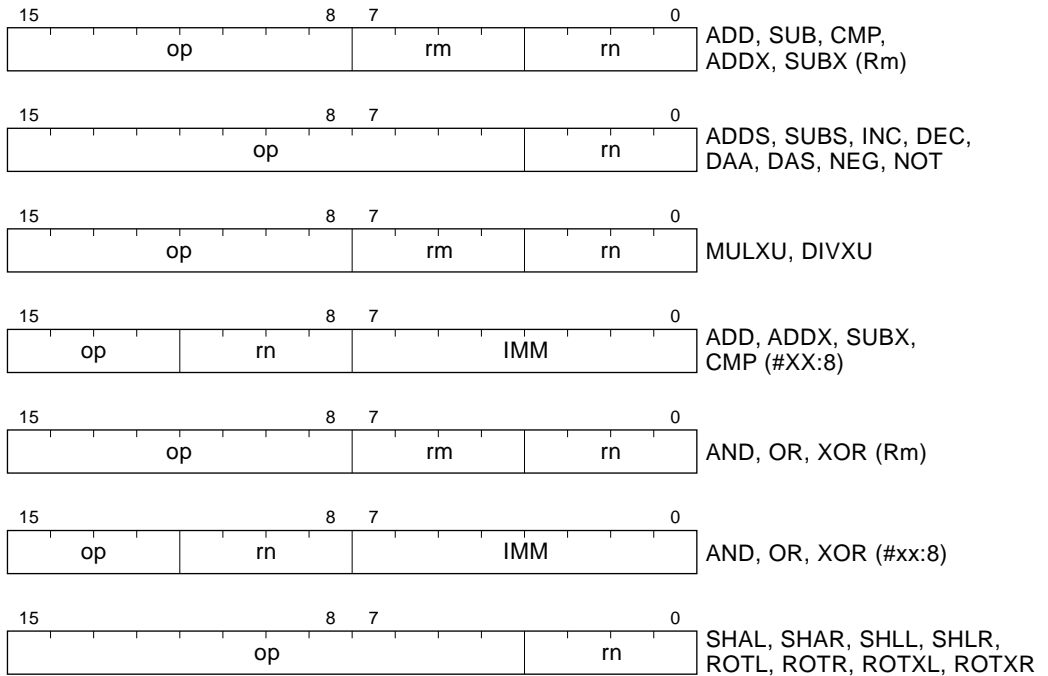 15 8 7 0
op rm rn
ADD, SUB, CMP,
ADDX, SUBX (Rm)
15 8 7 0
op rn
ADDS, SUBS, INC, DEC,
DAA, DAS, NEG, NOT
15 8 7 0
op rm rn
MULXU, DIVXU
15 8 7 0
op rn IMM
ADD, ADDX, SUBX,
CMP (#XX:8)
15 8 7 0
op rm rn
AND, OR, XOR (Rm)
15 8 7 0
op rn IMM
AND, OR, XOR (#xx:8)
15 8 7 0
op rn
SHAL, SHAR, SHLL, SHLR,
ROTL, ROTR, ROTXL, ROTXR